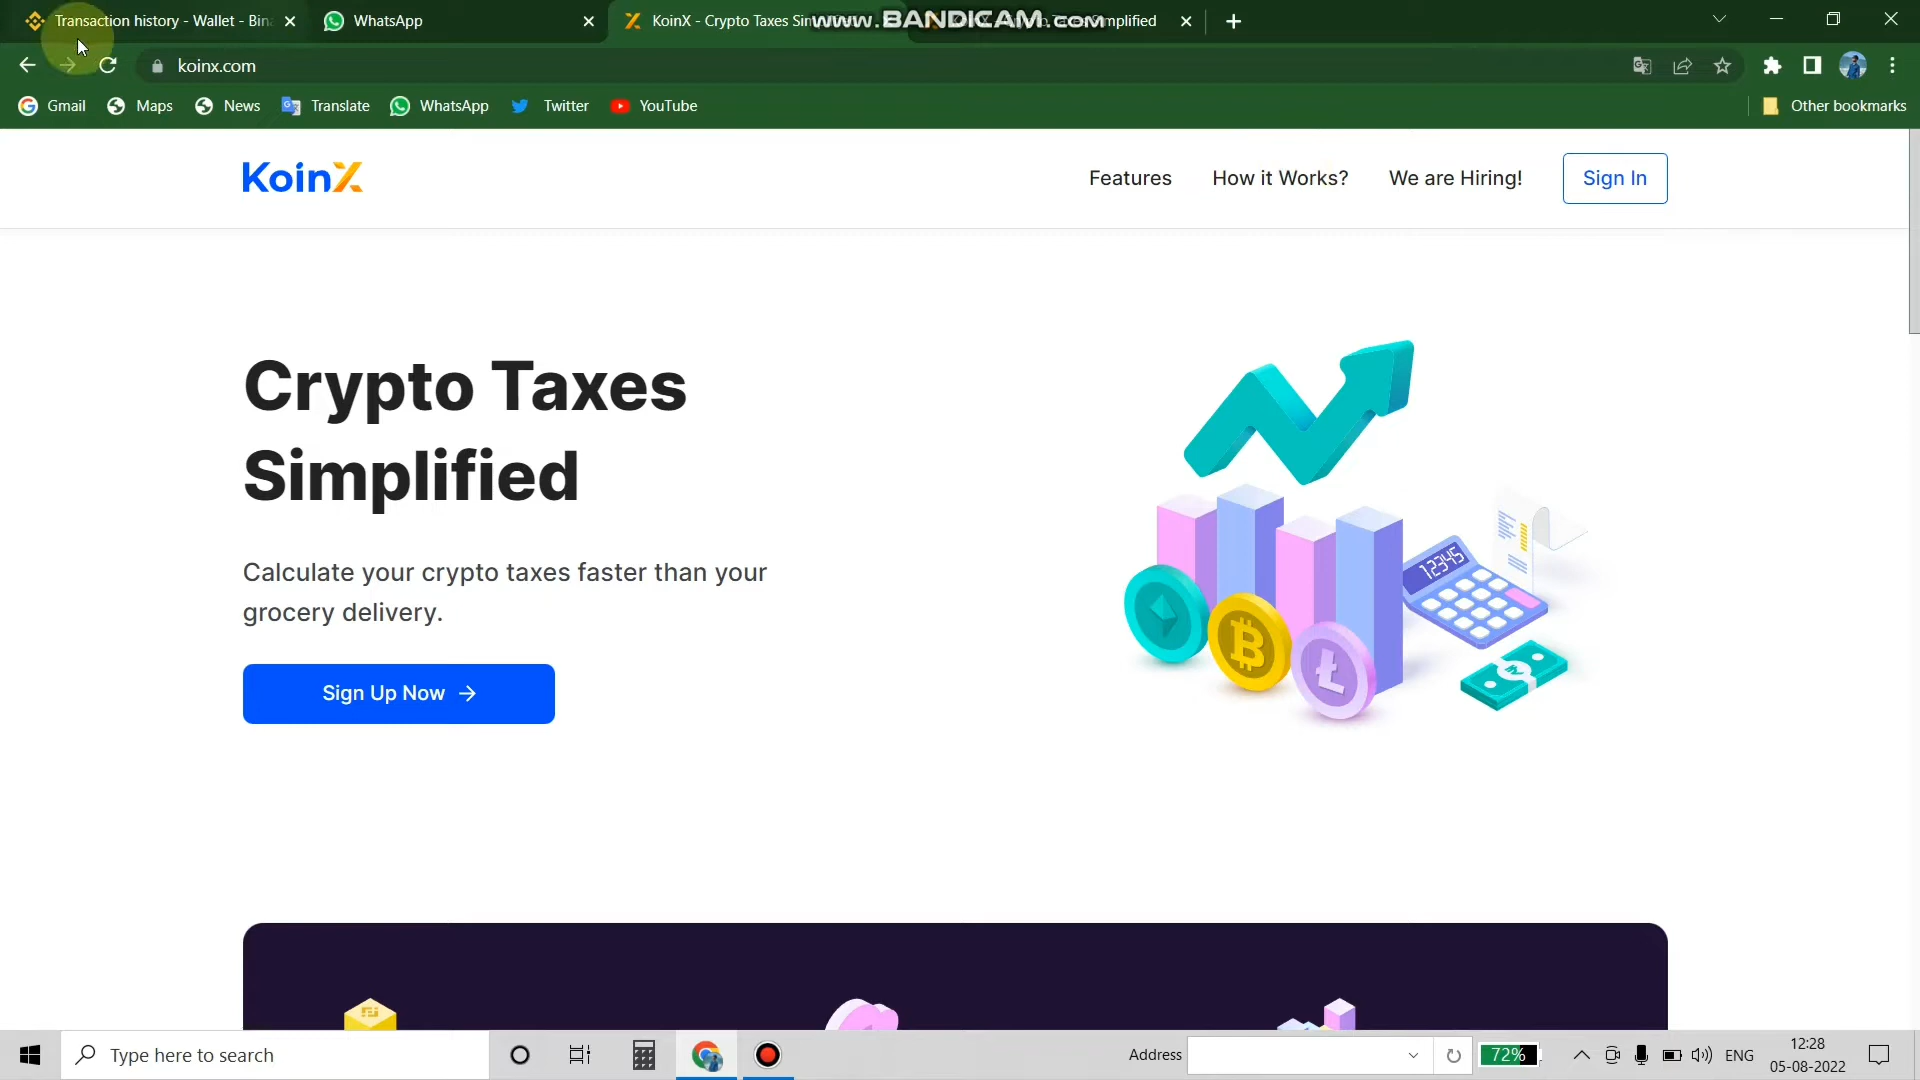 Transaction history - Wallet - Bin
WhatsApp
KoinX - Crypto Taxes Sim
www.BANDICAM.com
plified
koinx.com
Gmail
Maps
News
Translate
WhatsApp
Twitter
YouTube
Other bookmarks
KoinX
Features
How it Works?
We are Hiring!
Sign In
Crypto Taxes
Simplified
Calculate your crypto taxes faster than your
grocery delivery.
Sign Up Now →
12345
Type here to search
Address
72%
ENG
12:28
05-08-2022